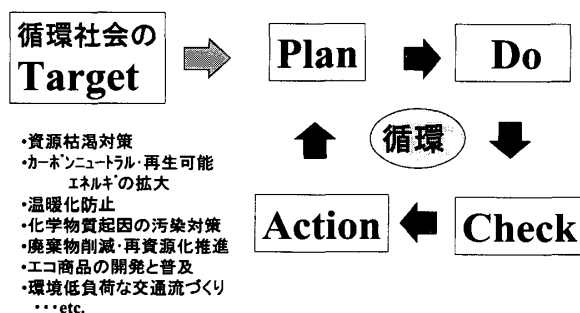 循環社会の
Target
Plan
Do
循環
Action
Check
・資源枯渇対策
・カーボンニュートラル・再生可能
エネルギの拡大
・温暖化防止
・化学物質起因の汚染対策
・廃棄物削減・再資源化推進
・エコ商品の開発と普及
・環境低負荷な交通流づくり
・・・etc.